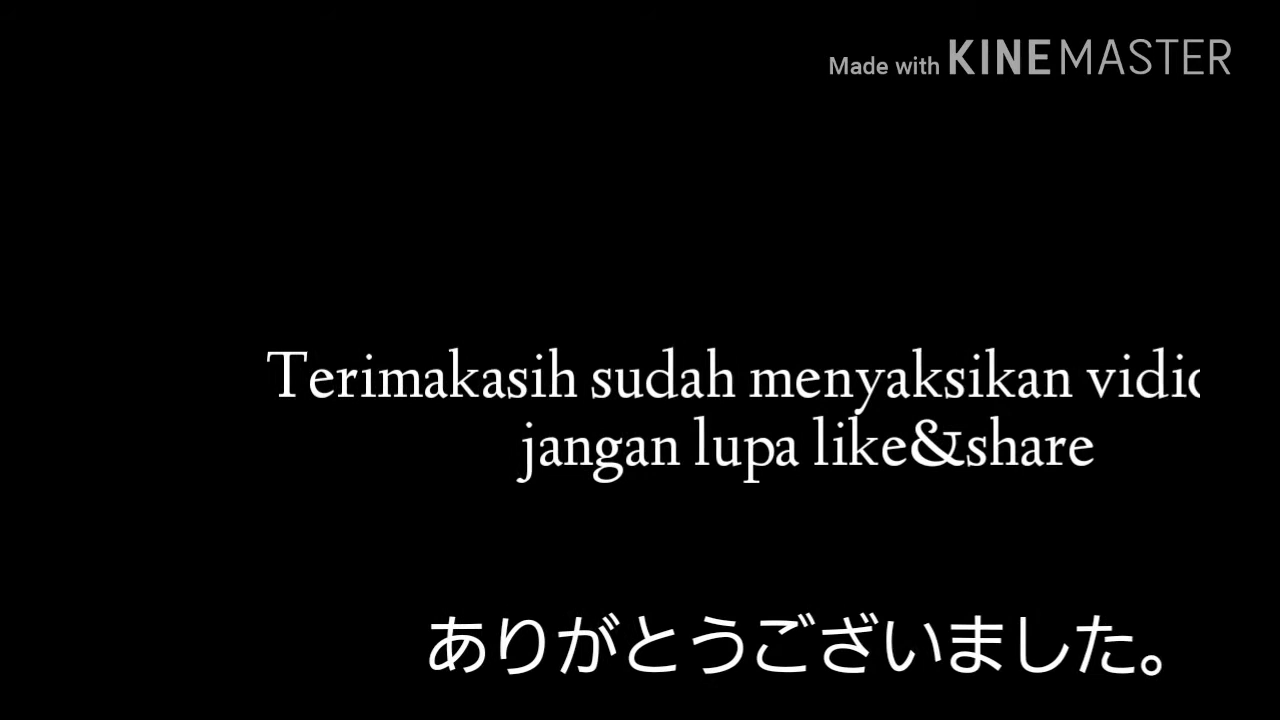 Made with KINEMASTER
Terimakasih sudah menyaksikan
jangan lupa like&share
ありがとうございました。